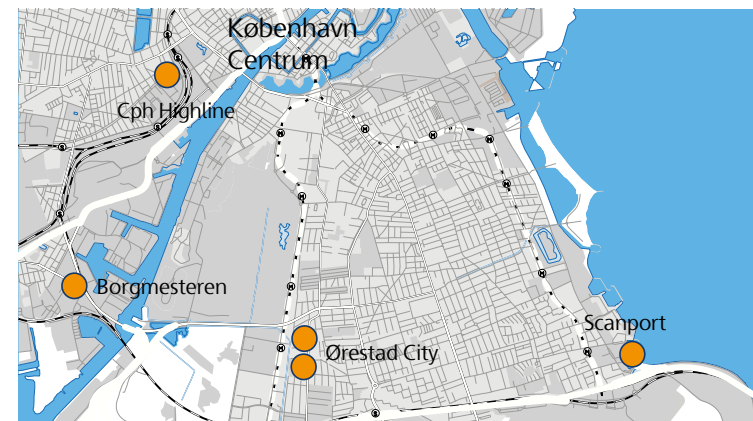 København
Centrum
Cph Highline
Borgmesteren
Scanport
Ørestad City